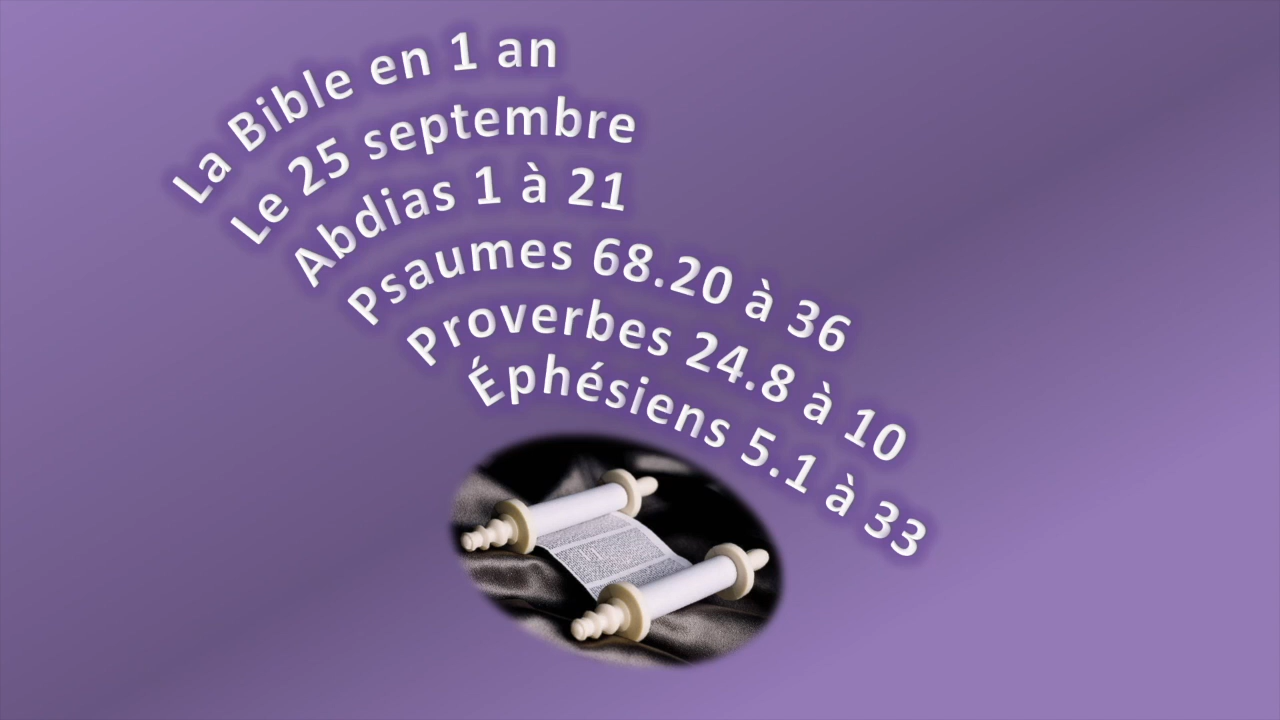 La Bible en 1 an
Le 25 septembre
Abdias 1 à 21
Psaumes 68.20 à 36
Proverbes 24.8 à 10
Éphésiens 5.1 à 33